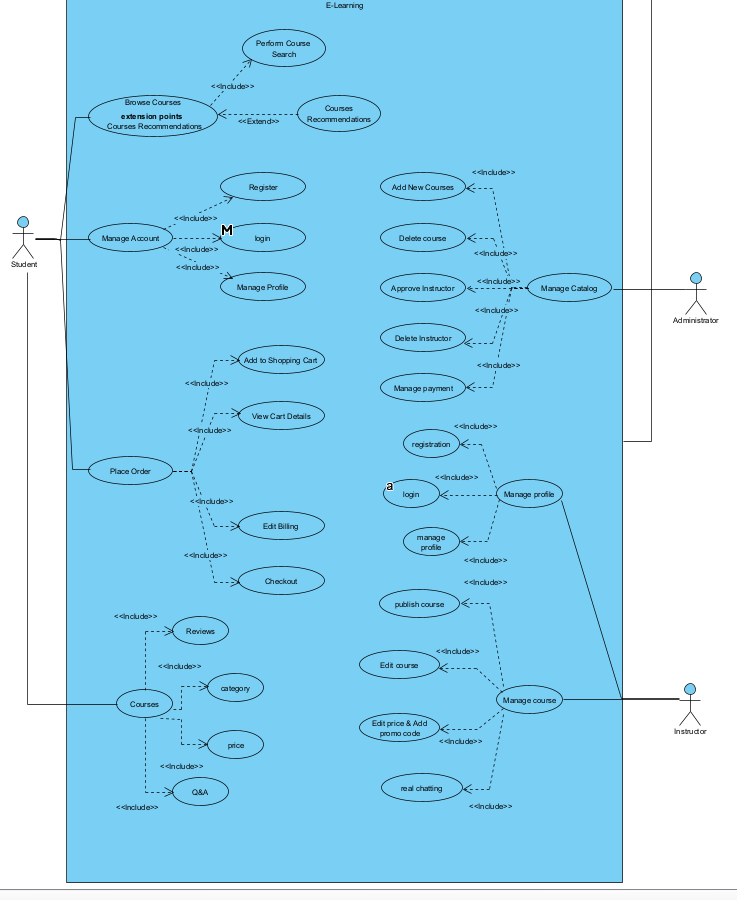 E-Learning
Perform Course
Search
<<Include>>
Browse Courses
extension points
Courses Recommendations
<<Extend>>
Courses
Recommendations
Register
<<Include>>
Manage Account
M
login
<<Include>>
<<Include>>
Manage Profile
Student
Add to Shopping Cart
<<Include>>
View Cart Details
<<Include>>
Place Order
<<Include>>
Edit Billing
<<Include>>
Checkout
<<Include>>
Reviews
<<Include>>
category
Courses
price
<<Include>>
Q&A
<<Include>>
<<Include>>
Add New Courses
Delete course
<<Include>>
<<Include>>
Approve Instructor
Manage Catalog
<<Include>>
Delete Instructor
<<Include>>
Manage payment
Administrator
<<Include>>
registration
<<Include>>
a
login
Manage profile
manage
profile
<<Include>>
<<Include>>
publish course
<<Include>>
Edit course
Manage course
Edit price & Add
promo code
<<Include>>
real chatting
<<Include>>
Instructor